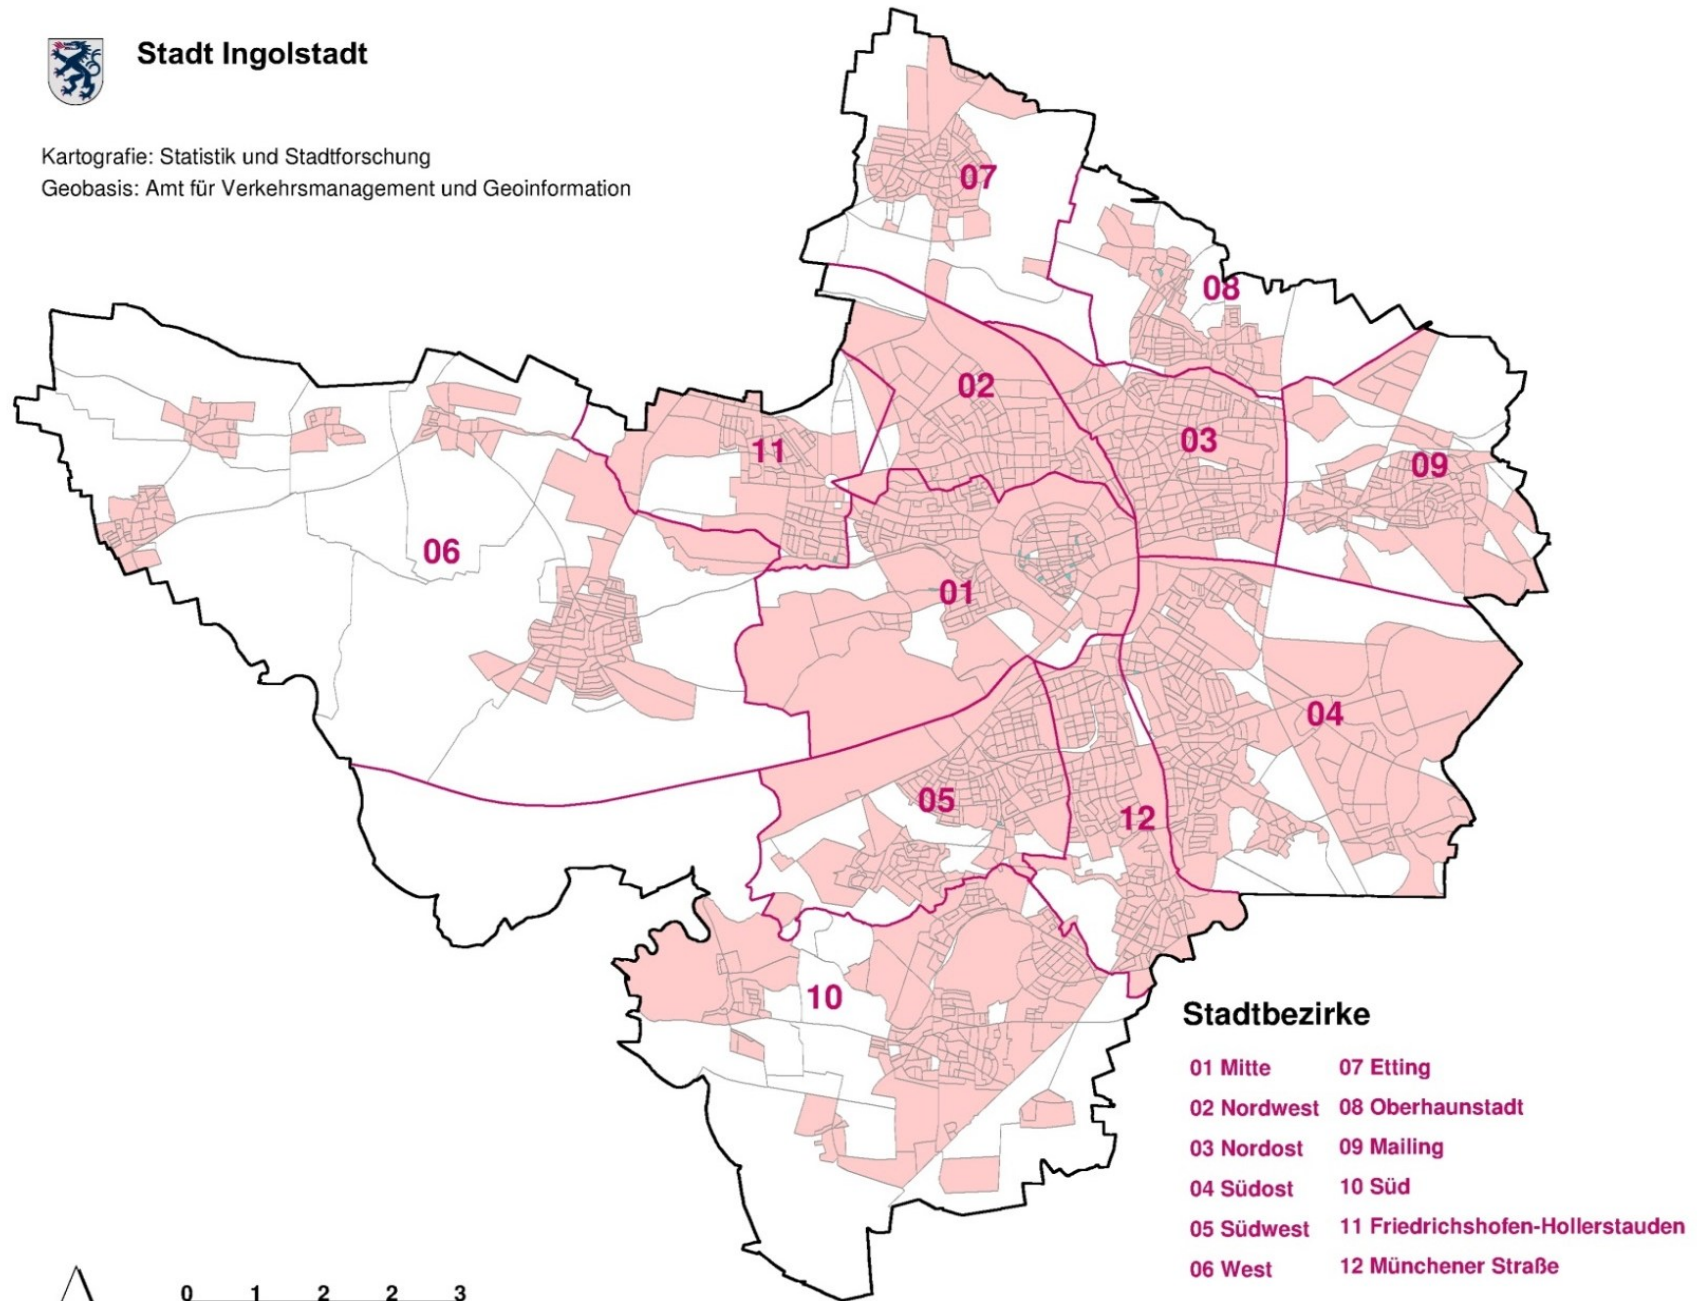 Stadt Ingolstadt
Kartografie: Statistik und Stadtforschung
Geobasis: Amt für Verkehrsmanagement und Geoinformation
07
08
02
03
11
09
06
01
04
05
12
10
Stadtbezirke
01 Mitte
02 Nordwest
03 Nordost
04 Südost
05 Südwest
06 West
07 Etting
08 Oberhaunstadt
09 Mailing
10 Süd
11 Friedrichshofen-Hollerstauden
12 Münchener Straße
0 1 2 2 3